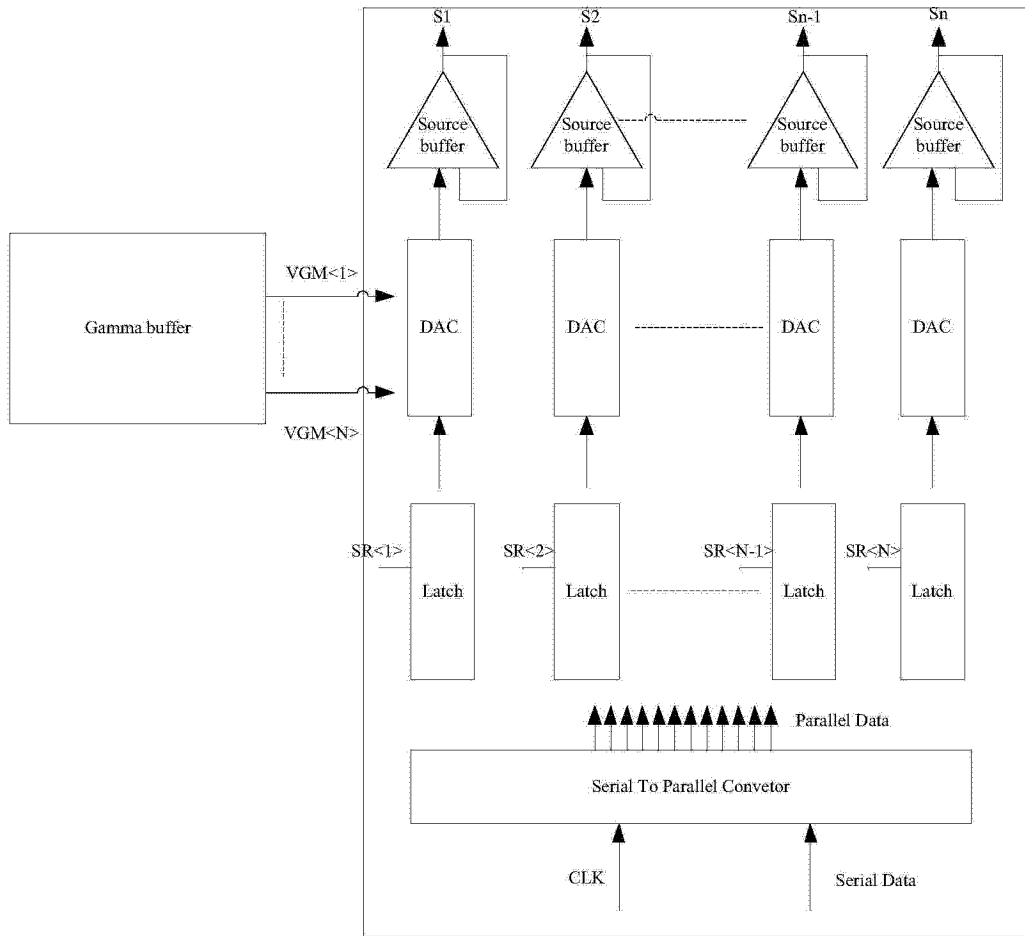 S1
S2
Sn-1
Sn
Source
buffer
Source
buffer
Source
buffer
Source
buffer
VGM<1>
Gamma buffer
DAC
DAC
DAC
DAC
VGM<N>
SR<1>
SR<2>
SR<N-1>
SR<N>
Latch
Latch
Latch
Latch
Parallel Data
Serial To Parallel Convetor
CLK
Serial Data